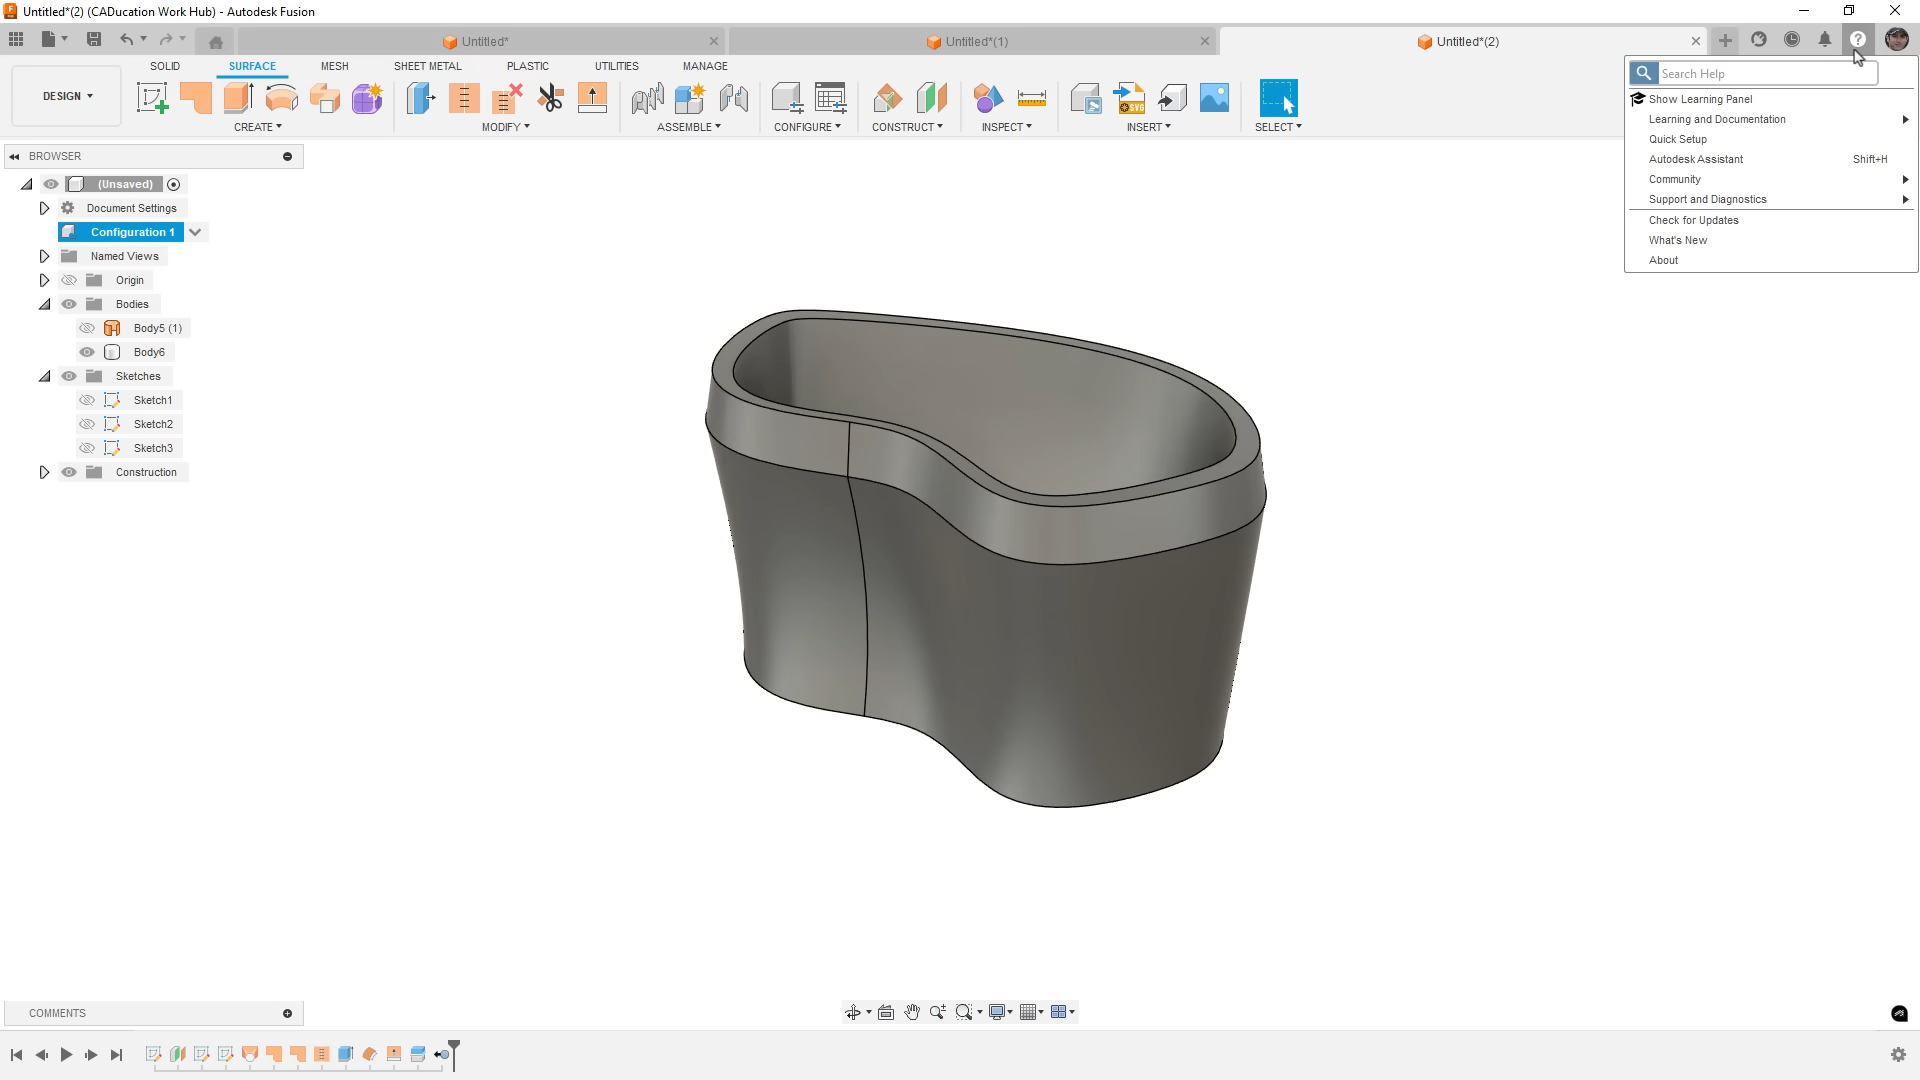 Untitled*(2) (CADucation Work Hub) - Autodesk Fusion
Untitled*
Untitled*(1)
Untitled*(2)
DESIGN
SOLID
SURFACE
MESH
SHEET METAL
PLASTIC
UTILITIES
MANAGE
CREATE
MODIFY
ASSEMBLE
CONFIGURE
CONSTRUCT
INSPECT
INSERT
SELECT
Search Help
Show Learning Panel
Learning and Documentation
Quick Setup
Autodesk Assistant Shift+H
Community
Support and Diagnostics
Check for Updates
What's New
About
BROWSER
(Unsaved)
Document Settings
Configuration 1
Named Views
Origin
Bodies
Body5 (1)
Body6
Sketches
Sketch1
Sketch2
Sketch3
Construction
COMMENTS